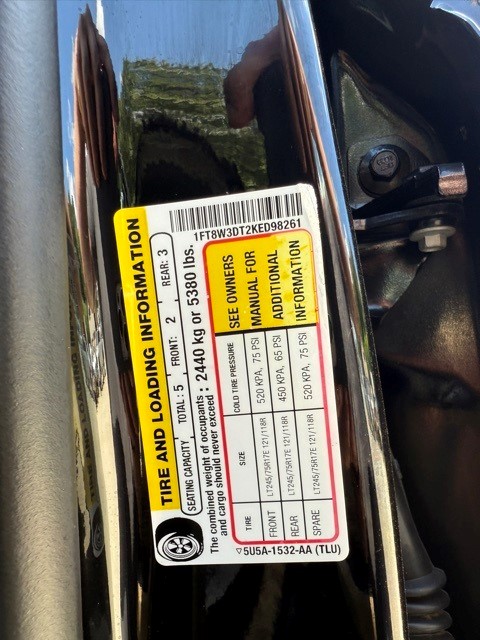 1FT8W3DT2KED98261
TIRE AND LOADING INFORMATION
SEATING CAPACITY TOTAL: 5 FRONT: 2 REAR: 3
The combined weight of occupants and cargo should never exceed : 2440 kg or 5380 lbs.
TIRE SIZE COLD TIRE PRESSURE
FRONT LT245/75R17E 121/118R 520 KPA, 75 PSI
REAR LT245/75R17E 121/118R 450 KPA, 65 PSI
SPARE LT245/75R17E 121/118R 520 KPA, 75 PSI
SEE OWNERS
MANUAL FOR
ADDITIONAL
INFORMATION
▽5U5A-1532-AA (TLU)